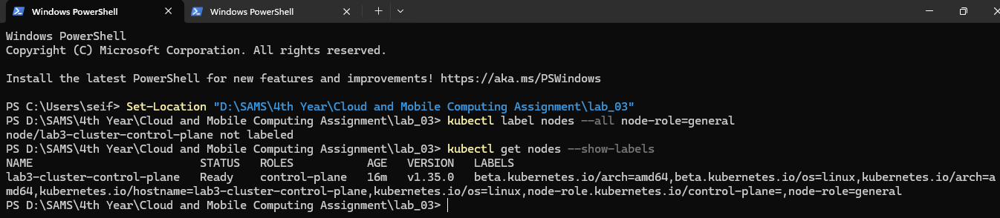 Windows PowerShell
Windows PowerShell
Windows PowerShell
Copyright (C) Microsoft Corporation. All rights reserved.
Install the latest PowerShell for new features and improvements! https://aka.ms/PSWindows
PS C:\Users\seif> Set-Location "D:\SAMS\4th Year\Cloud and Mobile Computing Assignment\lab_03"
PS D:\SAMS\4th Year\Cloud and Mobile Computing Assignment\lab_03> kubectl label nodes --all node-role=general
node/lab3-cluster-control-plane not labeled
PS D:\SAMS\4th Year\Cloud and Mobile Computing Assignment\lab_03> kubectl get nodes --show-labels
NAME STATUS ROLES AGE VERSION LABELS
lab3-cluster-control-plane Ready control-plane 16m v1.35.0 beta.kubernetes.io/arch=amd64,beta.kubernetes.io/os=linux,kubernetes.io/arch=a
md64,kubernetes.io/hostname=lab3-cluster-control-plane,kubernetes.io/os=linux,node-role.kubernetes.io/control-plane=,node-role=general
PS D:\SAMS\4th Year\Cloud and Mobile Computing Assignment\lab_03>